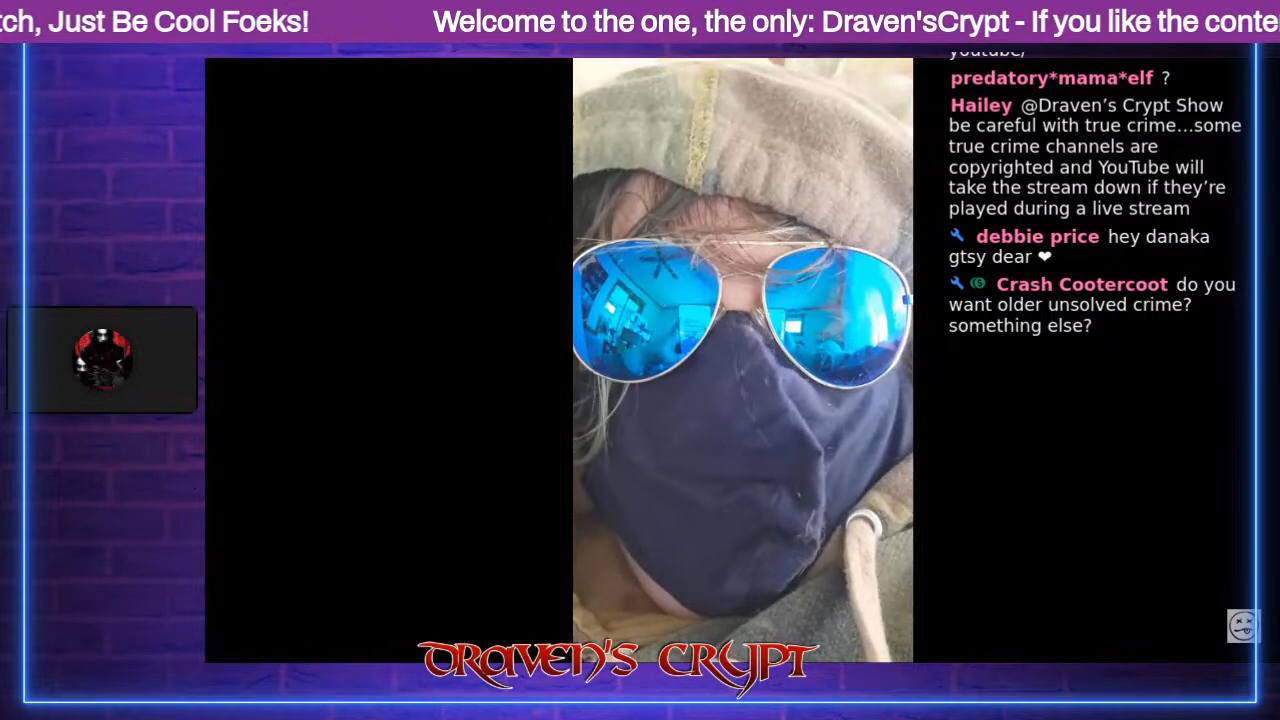 tch, Just Be Cool Foeks! Welcome to the one, the only: Draven'sCrypt - If you like the conte
youtube/
predatory*mama*elf ?
Hailey @Draven’s Crypt Show
be careful with true crime...some
true crime channels are
copyrighted and YouTube will
take the stream down if they’re
played during a live stream
debbie price hey danaka
gtsy dear ❤
Crash Cootercoot do you
want older unsolved crime?
something else?
DRAVEN'S CRYPT